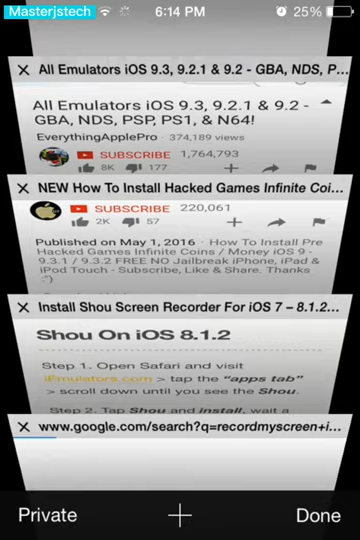 Masterjstech 6:14 PM 25%
All Emulators iOS 9.3, 9.2.1 & 9.2 - GBA, NDS, P...
All Emulators iOS 9.3, 9.2.1 & 9.2 -
GBA, NDS, PSP, PS1, & N64!
EverythingApplePro · 374,189 views
SUBSCRIBE 1,764,793
8K 177
NEW How To Install Hacked Games Infinite Coi...
SUBSCRIBE 220,061
2K 57
Published on May 1, 2016 · How To Install Pre
Hacked Games Infinite Coins / Money iOS 9 -
9.3.1 / 9.3.2 FREE NO Jailbreak iPhone, iPad &
iPod Touch - Subscribe, Like & Share. Thanks
:")
Install Shou Screen Recorder For iOS 7 – 8.1.2...
Shou On iOS 8.1.2
Step 1. Open Safari and visit
iEmulators.com > tap the "apps tab"
> scroll down until you see the Shou.
Step 2. Tap Shou and install, wait a
www.google.com/search?q=recordmyscreen+i...
Private + Done